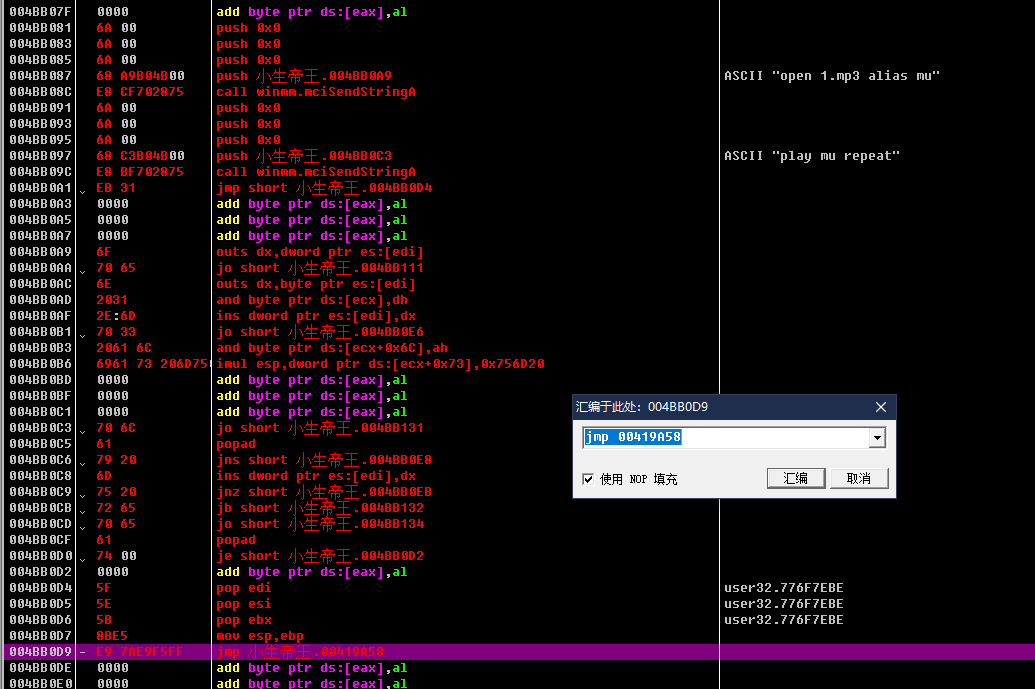 004BB07F 0000 add byte ptr ds:[eax],al
004BB081 6A 00 push 0x0
004BB083 6A 00 push 0x0
004BB085 6A 00 push 0x0
004BB087 68 A9B04B00 push 小生帝王.004BB0A9 ASCII "open 1.mp3 alias mu"
004BB08C E8 CF702875 call winmm.mciSendStringA
004BB091 6A 00 push 0x0
004BB093 6A 00 push 0x0
004BB095 6A 00 push 0x0
004BB097 68 C3B04B00 push 小生帝王.004BB0C3 ASCII "play mu repeat"
004BB09C E8 BF702875 call winmm.mciSendStringA
004BB0A1 EB 31 jmp short 小生帝王.004BB0D4
004BB0A3 0000 add byte ptr ds:[eax],al
004BB0A5 0000 add byte ptr ds:[eax],al
004BB0A7 0000 add byte ptr ds:[eax],al
004BB0A9 6F outs dx,dword ptr es:[edi]
004BB0AA 70 65 jo short 小生帝王.004BB111
004BB0AC 6E outs dx,byte ptr es:[edi]
004BB0AD 2031 and byte ptr ds:[ecx],dh
004BB0AF 2E:6D ins dword ptr es:[edi],dx
004BB0B1 70 33 jo short 小生帝王.004BB0E6
004BB0B3 2061 6C and byte ptr ds:[ecx+0x6C],ah
004BB0B6 6961 73 206D75 imul esp,dword ptr ds:[ecx+0x73],0x756D20
004BB0BD 0000 add byte ptr ds:[eax],al
004BB0BF 0000 add byte ptr ds:[eax],al
004BB0C1 0000 add byte ptr ds:[eax],al
004BB0C3 70 6C jo short 小生帝王.004BB131
004BB0C5 61 popad
004BB0C6 79 20 jns short 小生帝王.004BB0E8
004BB0C8 6D ins dword ptr es:[edi],dx
004BB0C9 75 20 jnz short 小生帝王.004BB0EB
004BB0CB 72 65 jb short 小生帝王.004BB132
004BB0CD 70 65 jo short 小生帝王.004BB134
004BB0CF 61 popad
004BB0D0 74 00 je short 小生帝王.004BB0D2
004BB0D2 0000 add byte ptr ds:[eax],al
004BB0D4 5F pop edi user32.776F7EBE
004BB0D5 5E pop esi user32.776F7EBE
004BB0D6 5B pop ebx user32.776F7EBE
004BB0D7 8BE5 mov esp,ebp
004BB0D9 - E9 7AE9F5FF jmp 小生帝王.00419A58
004BB0DE 0000 add byte ptr ds:[eax],al
004BB0E0 0000 add byte ptr ds:[eax],al
汇编于此处: 004BB0D9
jmp 00419A58
使用 NOP 填充
汇编
取消